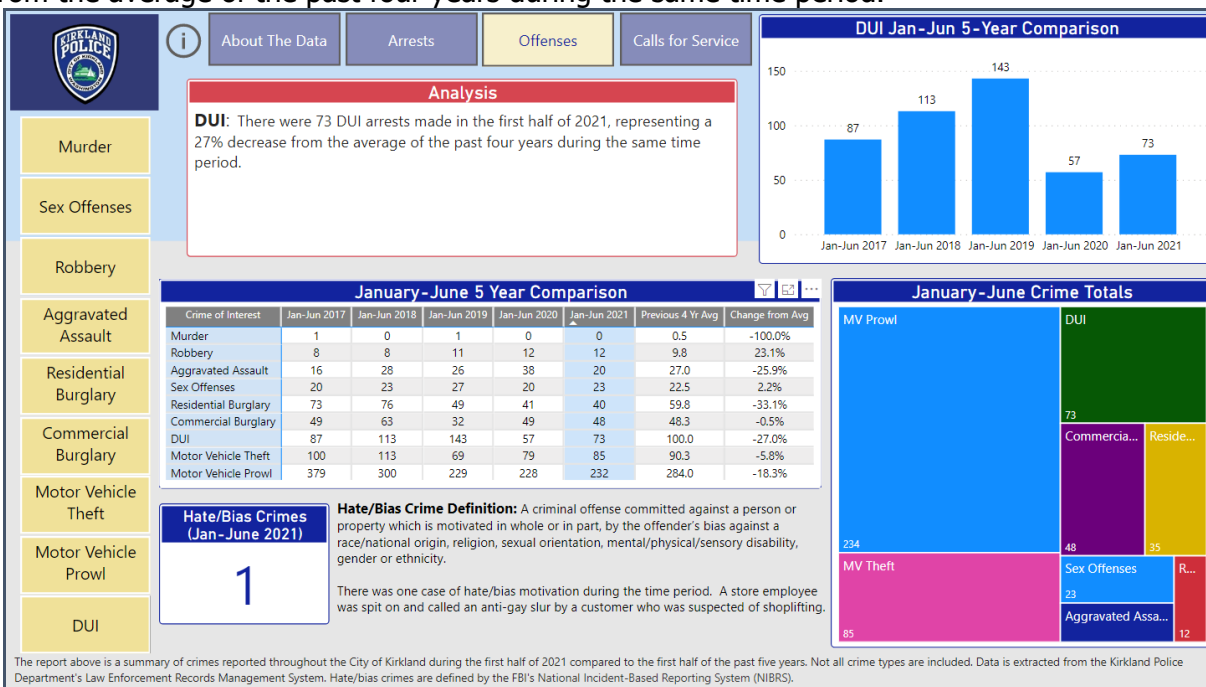 from the average of the past four years during the same time period.
KIRKLAND
POLICE
i
About The Data
Arrests
Offenses
Calls for Service
Murder
Sex Offenses
Robbery
Aggravated
Assault
Residential
Burglary
Commercial
Burglary
Motor Vehicle
Theft
Motor Vehicle
Prowl
DUI
Analysis
DUI: There were 73 DUI arrests made in the first half of 2021, representing a
27% decrease from the average of the past four years during the same time
period.
DUI Jan-Jun 5-Year Comparison
150
100
50
0
87
113
143
57
73
Jan-Jun 2017 Jan-Jun 2018 Jan-Jun 2019 Jan-Jun 2020 Jan-Jun 2021
January-June 5 Year Comparison
Crime of Interest Jan-Jun 2017 Jan-Jun 2018 Jan-Jun 2019 Jan-Jun 2020 Jan-Jun 2021 Previous 4 Yr Avg Change from Avg
Murder 1 0 1 0 0 0.5 -100.0%
Robbery 8 8 11 12 12 9.8 23.1%
Aggravated Assault 16 28 26 38 20 27.0 -25.9%
Sex Offenses 20 23 27 20 23 22.5 2.2%
Residential Burglary 73 76 49 41 40 59.8 -33.1%
Commercial Burglary 49 63 32 49 48 48.3 -0.5%
DUI 87 113 143 57 73 100.0 -27.0%
Motor Vehicle Theft 100 113 69 79 85 90.3 -5.8%
Motor Vehicle Prowl 379 300 229 228 232 284.0 -18.3%
January-June Crime Totals
MV Prowl
234
MV Theft
85
DUI
73
Commercia...
48
Reside...
35
Sex Offenses
23
R...
12
Aggravated Assa...
Hate/Bias Crimes
(Jan-June 2021)
1
Hate/Bias Crime Definition: A criminal offense committed against a person or
property which is motivated in whole or in part, by the offender's bias against a
race/national origin, religion, sexual orientation, mental/physical/sensory disability,
gender or ethnicity.
There was one case of hate/bias motivation during the time period. A store employee
was spit on and called an anti-gay slur by a customer who was suspected of shoplifting.
The report above is a summary of crimes reported throughout the City of Kirkland during the first half of 2021 compared to the first half of the past five years. Not all crime types are included. Data is extracted from the Kirkland Police
Department's Law Enforcement Records Management System. Hate/bias crimes are defined by the FBI's National Incident-Based Reporting System (NIBRS).